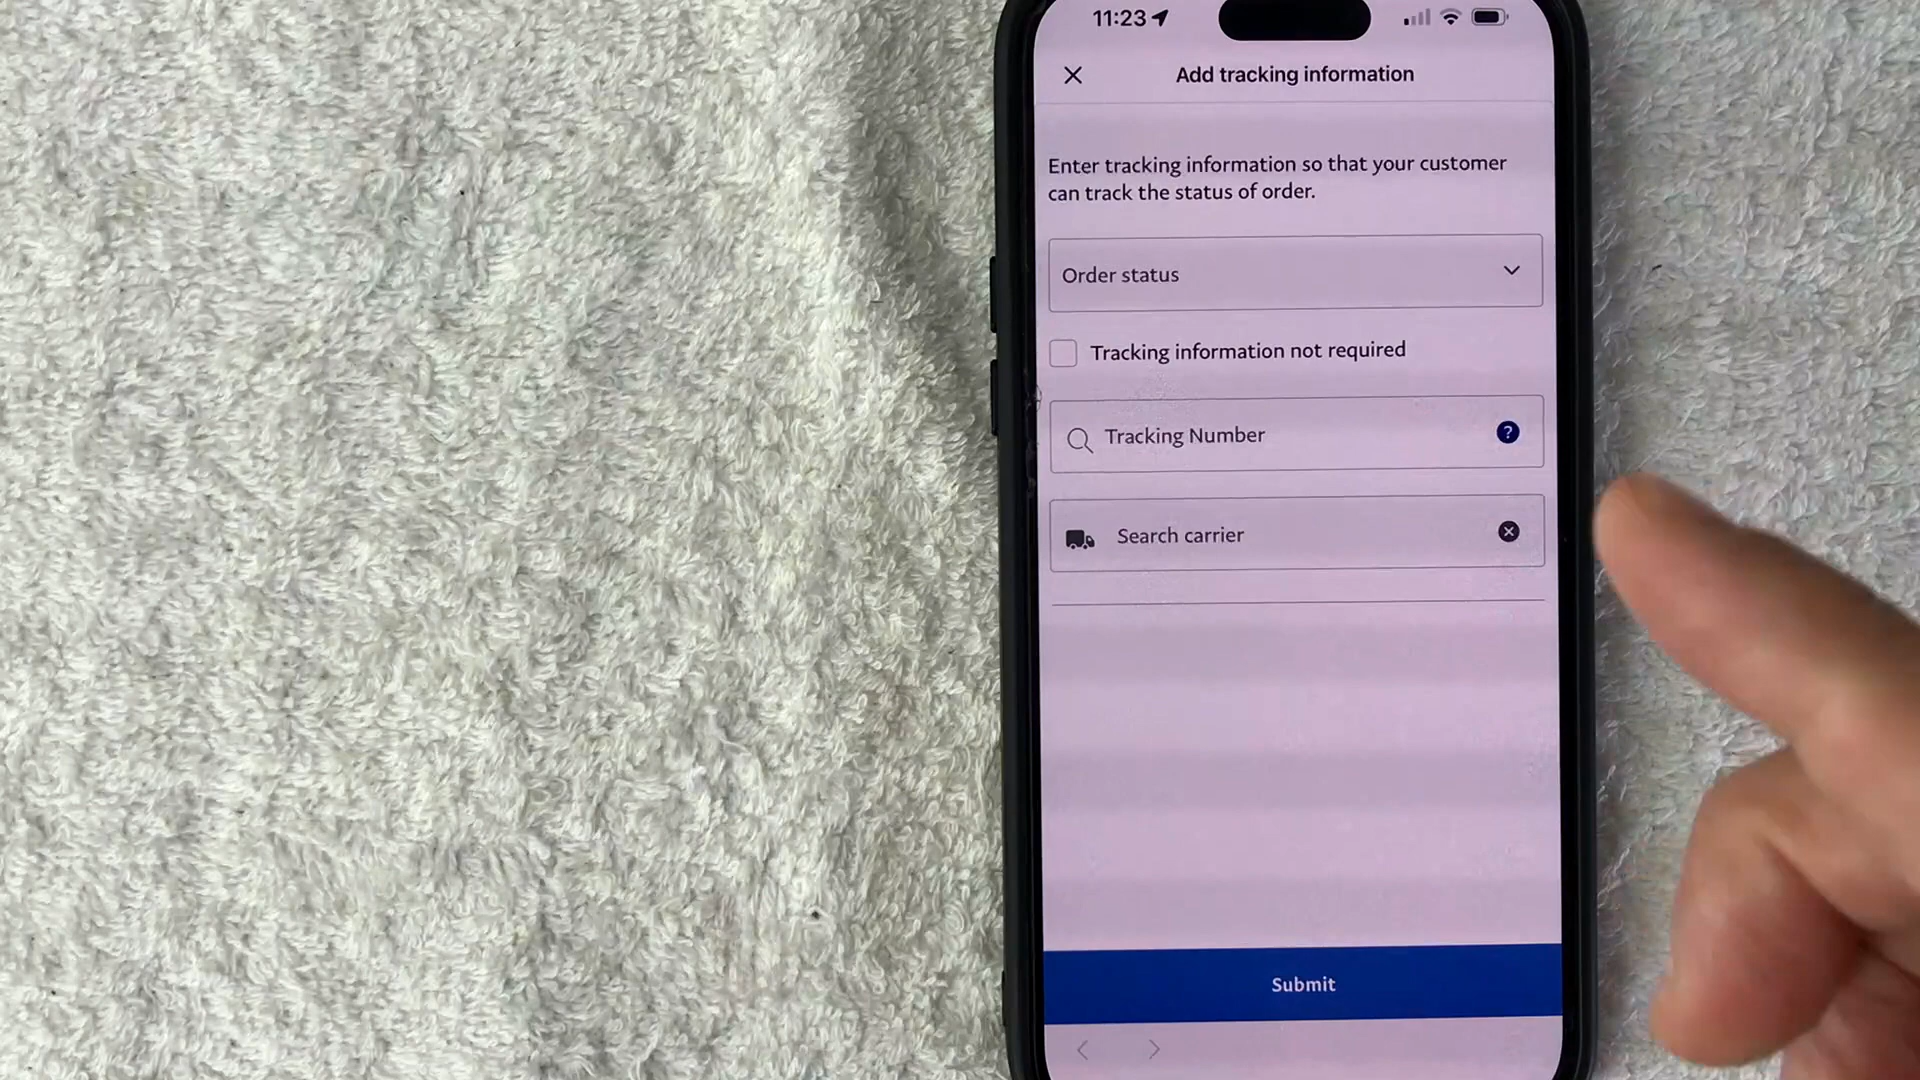 11:23
Add tracking information
Enter tracking information so that your customer
can track the status of order.
Order status
Tracking information not required
Tracking Number
?
Search carrier
Submit